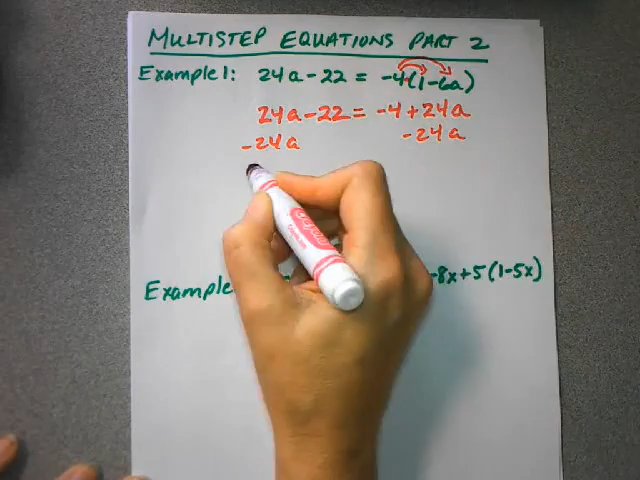 MULTISTEP EQUATIONS PART 2
Example 1: 24a - 22 = -4(1-6a)
24a - 22 = -4 + 24a
-24a -24a
Example -8x+5(1-5x)